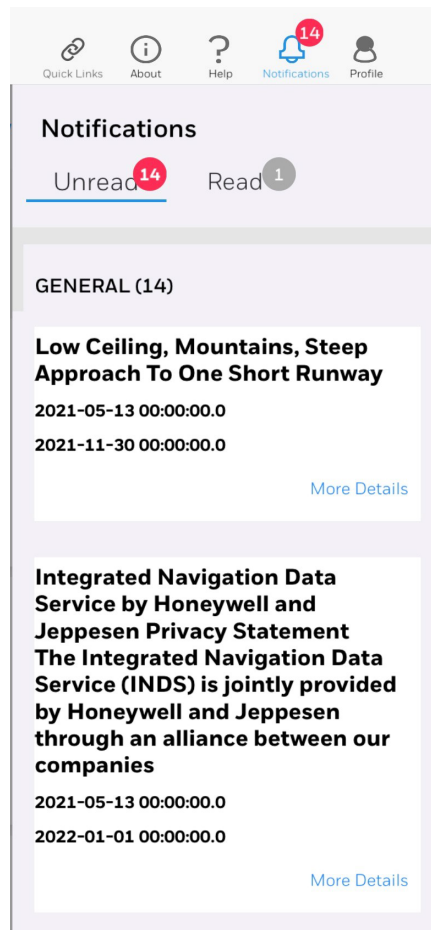 14
Quick Links About Help Notifications Profile
Notifications
Unread 14 Read 1
GENERAL (14)
Low Ceiling, Mountains, Steep
Approach To One Short Runway
2021-05-13 00:00:00.0
2021-11-30 00:00:00.0
More Details
Integrated Navigation Data
Service by Honeywell and
Jeppesen Privacy Statement
The Integrated Navigation Data
Service (INDS) is jointly provided
by Honeywell and Jeppesen
through an alliance between our
companies
2021-05-13 00:00:00.0
2022-01-01 00:00:00.0
More Details